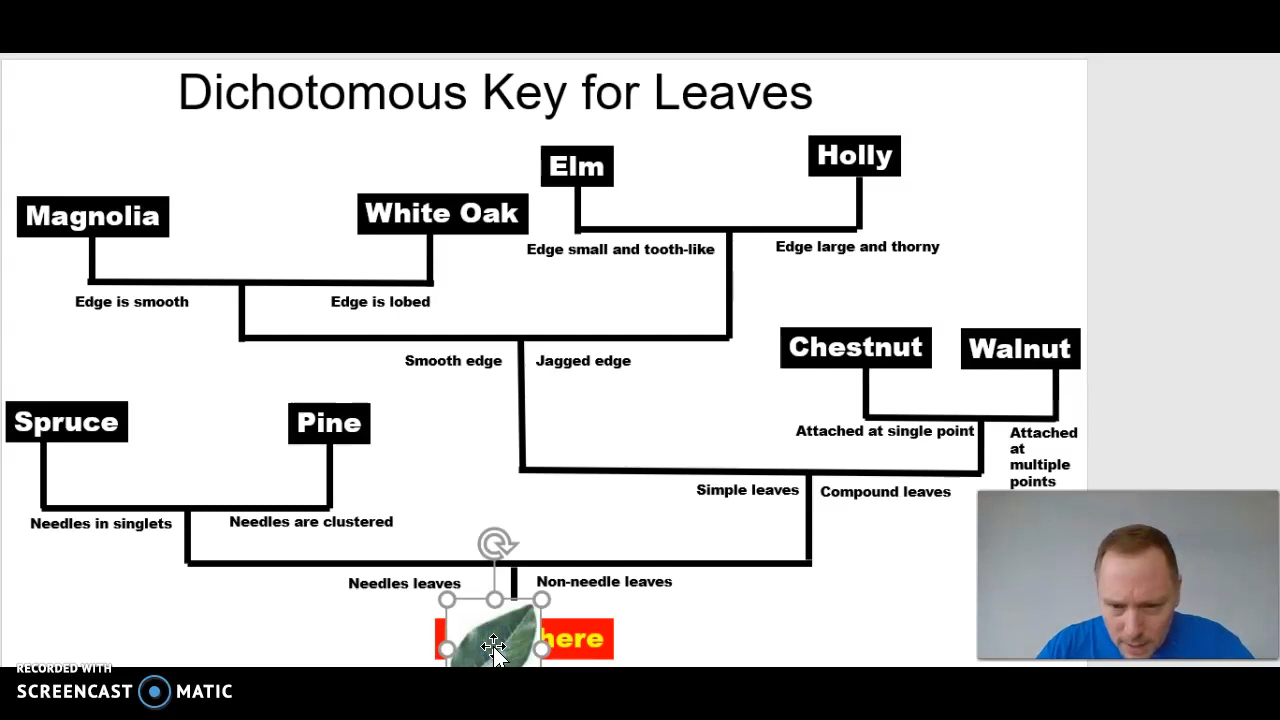 Dichotomous Key for Leaves
Elm
Holly
Magnolia
White Oak
Edge small and tooth-like
Edge large and thorny
Edge is smooth
Edge is lobed
Smooth edge
Jagged edge
Chestnut
Walnut
Spruce
Pine
Attached at single point
Attached
at
multiple
points
Simple leaves
Compound leaves
Needles in singlets
Needles are clustered
Needles leaves
Non-needle leaves
here
RECORDED WITH
SCREENCAST MATIC